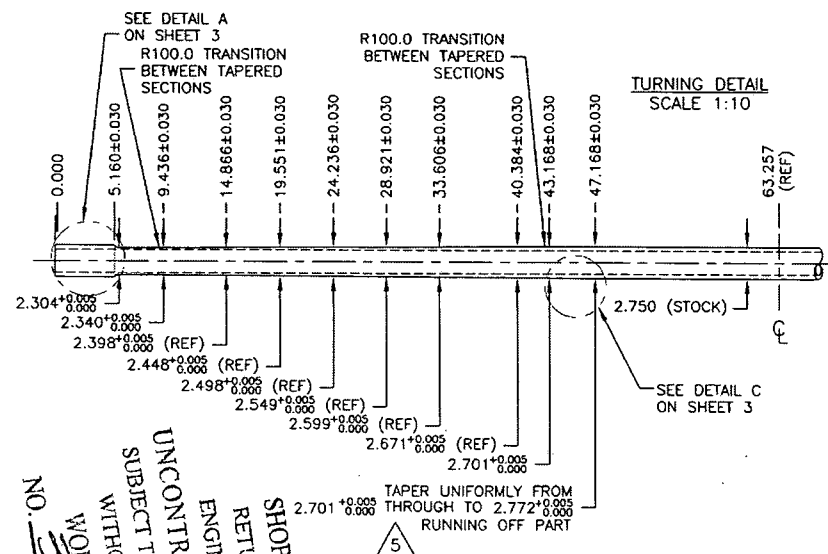 SEE DETAIL A
ON SHEET 3
R100.0 TRANSITION
BETWEEN TAPERED
SECTIONS
R100.0 TRANSITION
BETWEEN TAPERED
SECTIONS
TURNING DETAIL
SCALE 1:10
0.000
5.160±0.030
9.436±0.030
14.866±0.030
19.551±0.030
24.236±0.030
28.921±0.030
33.606±0.030
40.384±0.030
43.168±0.030
47.168±0.030
63.257
(REF)
2.304+0.005 0.000
2.340+0.005 0.000
2.398+0.005 0.000 (REF)
2.448+0.005 0.000 (REF)
2.498+0.005 0.000 (REF)
2.549+0.005 0.000 (REF)
2.599+0.005 0.000 (REF)
2.671+0.005 0.000 (REF)
2.701+0.005 0.000
2.750 (STOCK)
℄
SEE DETAIL C
ON SHEET 3
TAPER UNIFORMLY FROM
2.701 +0.005 0.000 THROUGH TO 2.772+0.005 0.000
RUNNING OFF PART
5
SHOP
RET
ENGI
UNCONTR
SUBJECT T
WITHO
WO
NO.